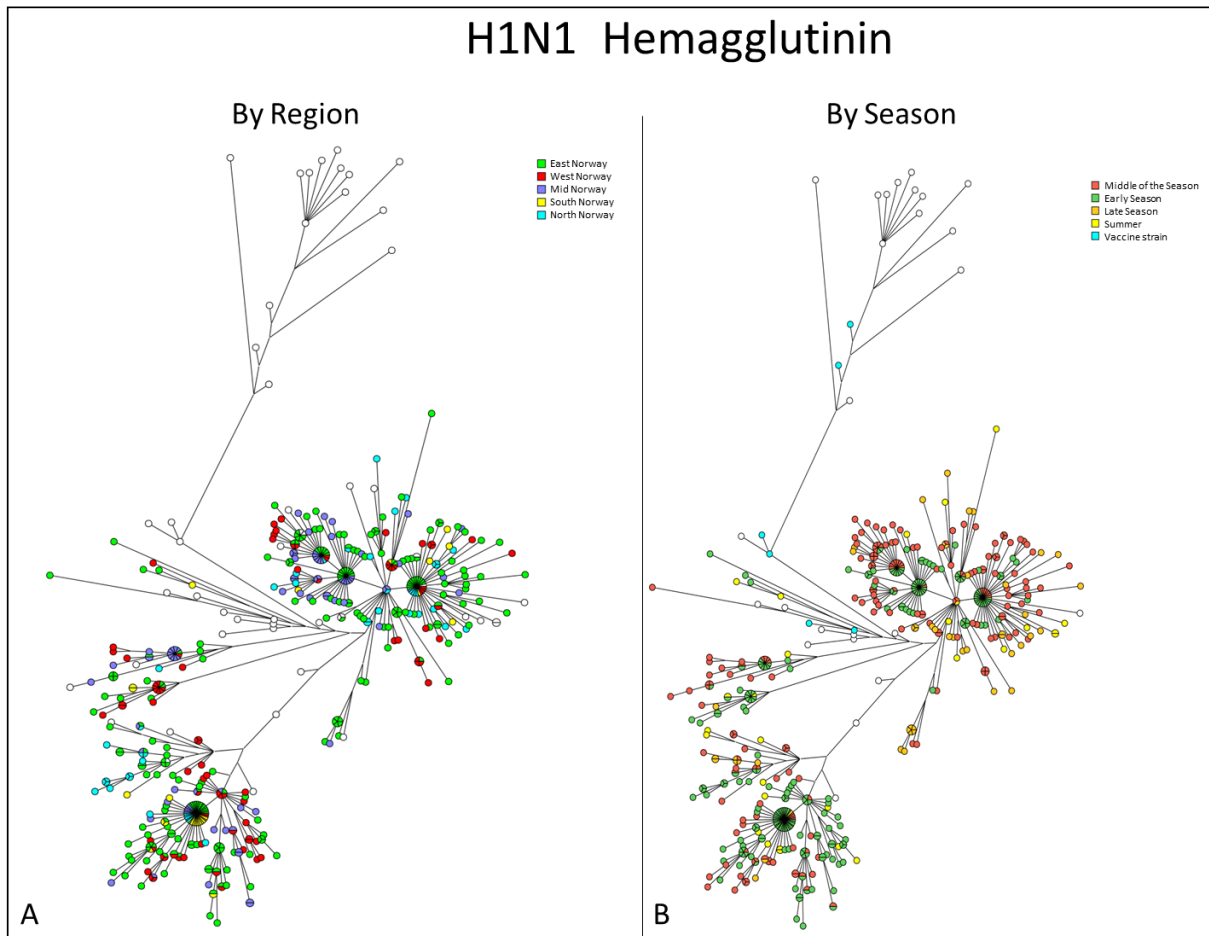 H1N1 Hemagglutinin
By Region
By Season
East Norway
West Norway
Mid Norway
South Norway
North Norway
Middle of the Season
Early Season
Late Season
Summer
Vaccine strain
A
B